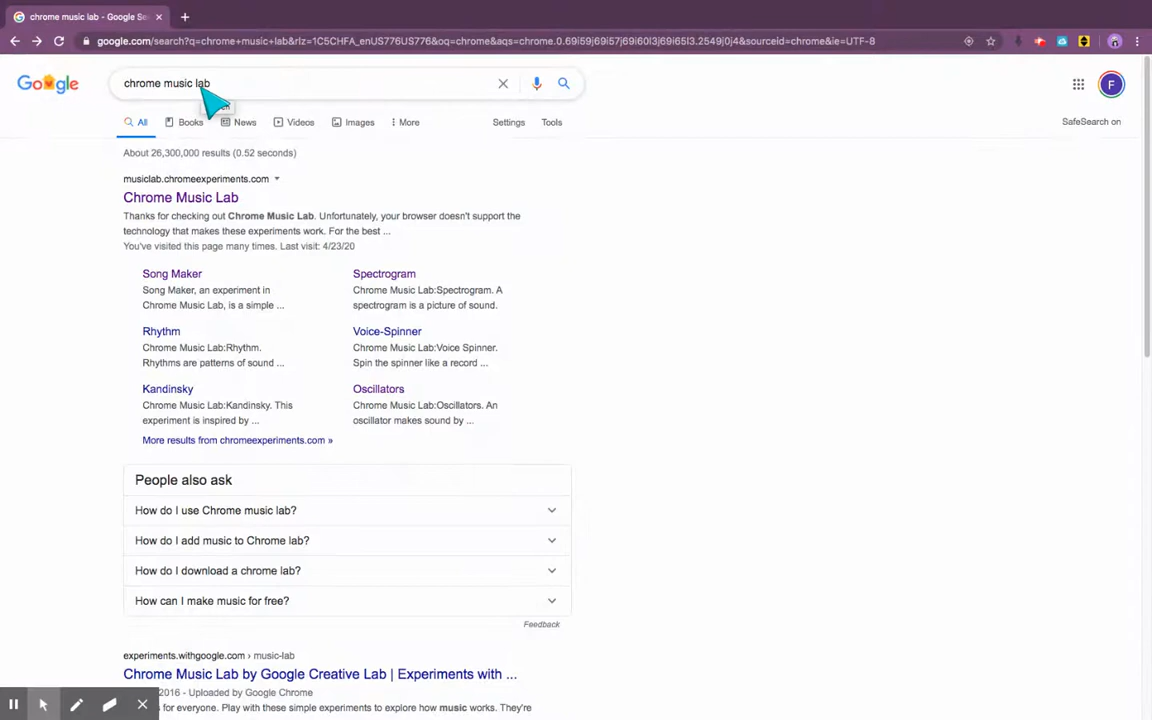 chrome music lab - Google Se
google.com/search?q=chrome+music+lab&rlz=1C5CHFA_enUS776US776&oq=chrome&aqs=chrome.0.69i59j69i57j69i60l3j69i65l3.2549j0j4&sourceid=chrome&ie=UTF-8
Google
chrome music lab
F
All
Books
News
Videos
Images
More
Settings
Tools
SafeSearch on
About 26,300,000 results (0.52 seconds)
musiclab.chromeexperiments.com
Chrome Music Lab
Thanks for checking out Chrome Music Lab. Unfortunately, your browser doesn't support the
technology that makes these experiments work. For the best ...
You've visited this page many times. Last visit: 4/23/20
Song Maker
Song Maker, an experiment in
Chrome Music Lab, is a simple ...
Spectrogram
Chrome Music Lab:Spectrogram. A
spectrogram is a picture of sound.
Rhythm
Chrome Music Lab:Rhythm.
Rhythms are patterns of sound ...
Voice-Spinner
Chrome Music Lab:Voice Spinner.
Spin the spinner like a record ...
Kandinsky
Chrome Music Lab:Kandinsky. This
experiment is inspired by ...
Oscillators
Chrome Music Lab:Oscillators. An
oscillator makes sound by ...
More results from chromeexperiments.com »
People also ask
How do I use Chrome music lab?
How do I add music to Chrome lab?
How do I download a chrome lab?
How can I make music for free?
Feedback
experiments.withgoogle.com › music-lab
Chrome Music Lab by Google Creative Lab | Experiments with ...
2016 - Uploaded by Google Chrome
s for everyone. Play with these simple experiments to explore how music works. They're